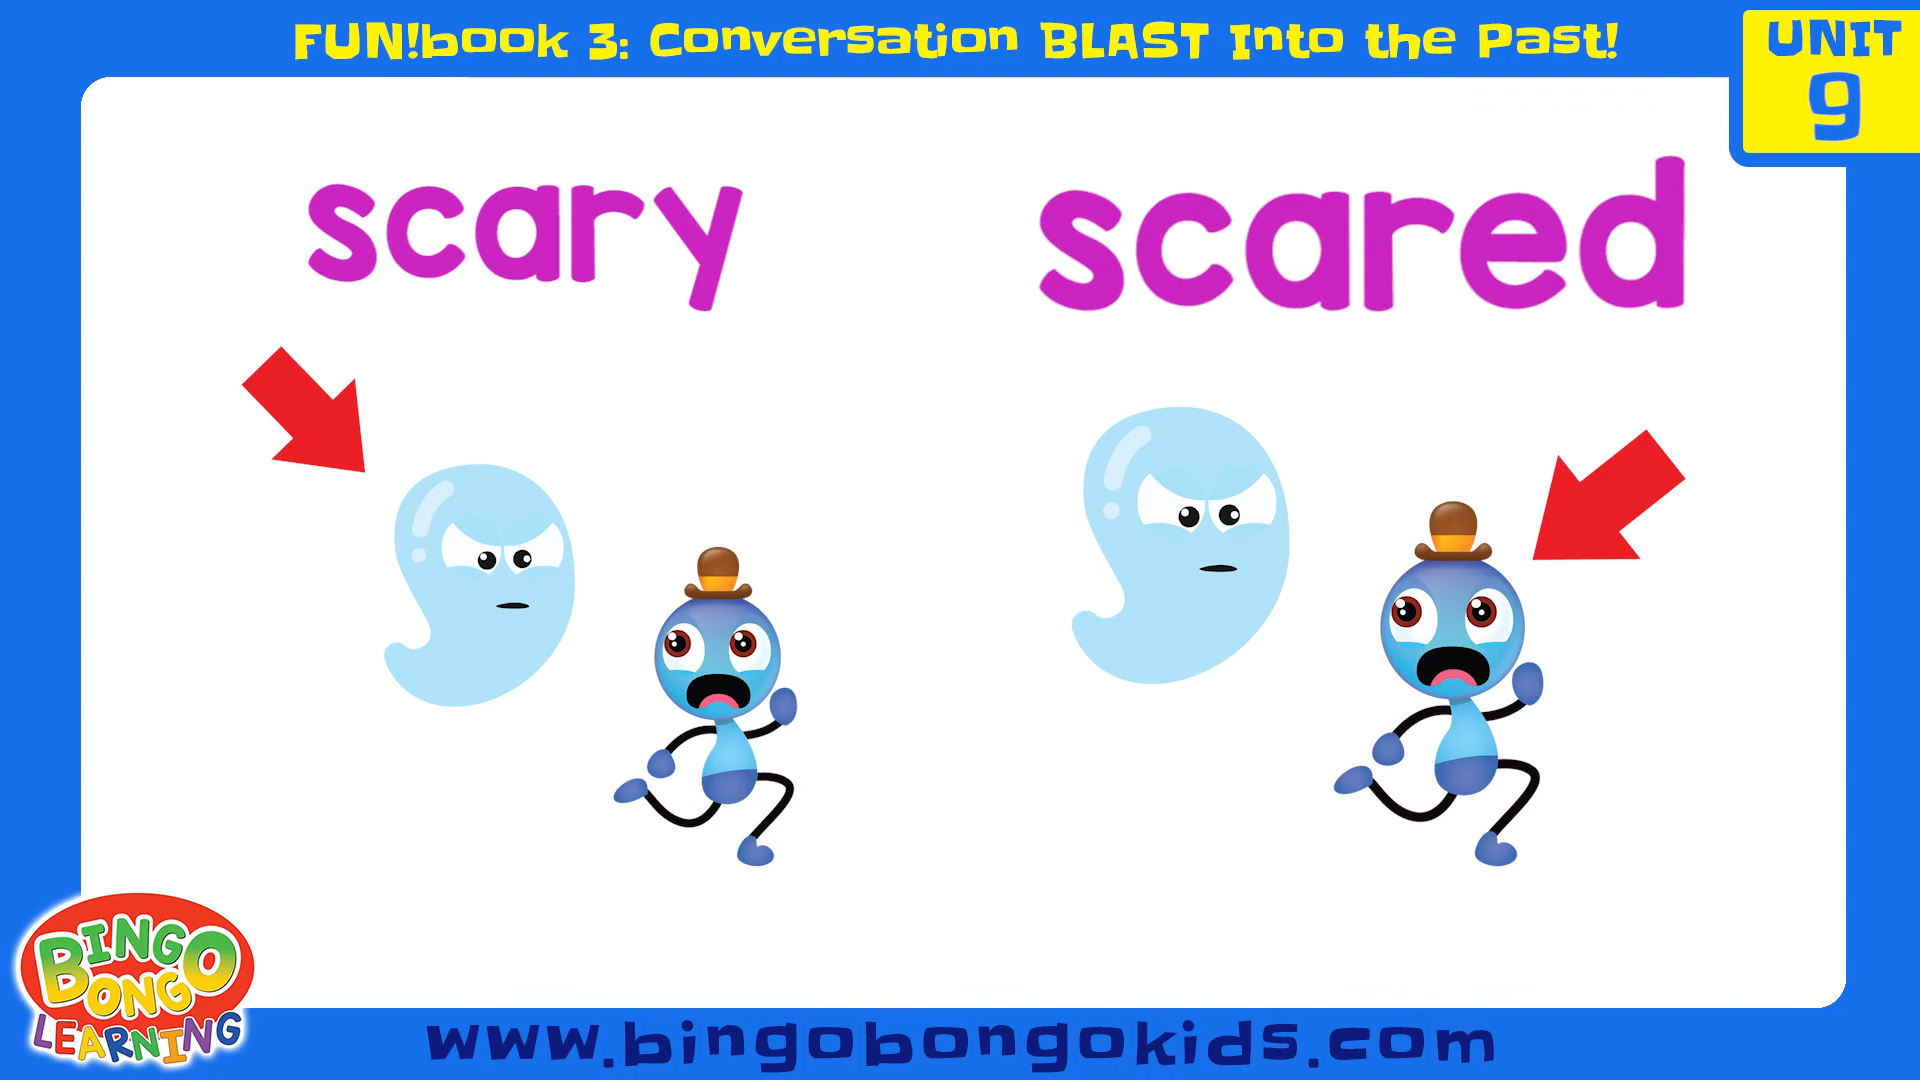 FUN!book 3: Conversation BLAST Into the Past!
UNIT
9
scary
scared
BINGO
BONGO
LEARNING
www.bingobongokids.com